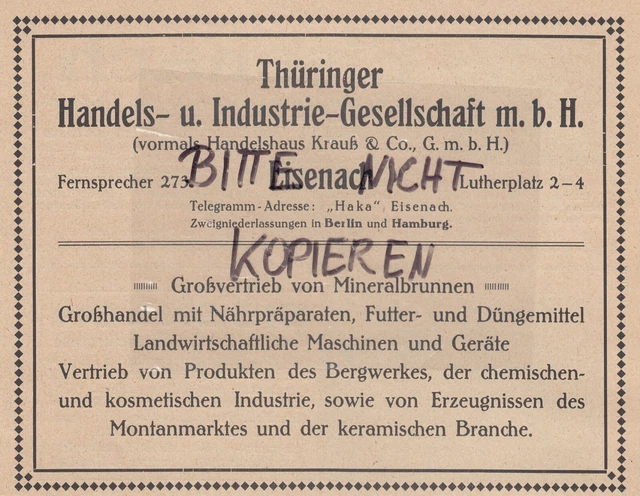 Thüringer
Handels- u. Industrie-Gesellschaft m. b. H.
(vormals Handelshaus Krauß & Co., G. m. b. H.)
Fernsprecher 273. Eisenach Lutherplatz 2-4
BITTE NICHT
Telegramm-Adresse: „Haka" Eisenach.
Zweigniederlassungen in Berlin und Hamburg.
KOPIEREN
Großvertrieb von Mineralbrunnen
Großhandel mit Nährpräparaten, Futter- und Düngemittel
Landwirtschaftliche Maschinen und Geräte
Vertrieb von Produkten des Bergwerkes, der chemischen-
und kosmetischen Industrie, sowie von Erzeugnissen des
Montanmarktes und der keramischen Branche.